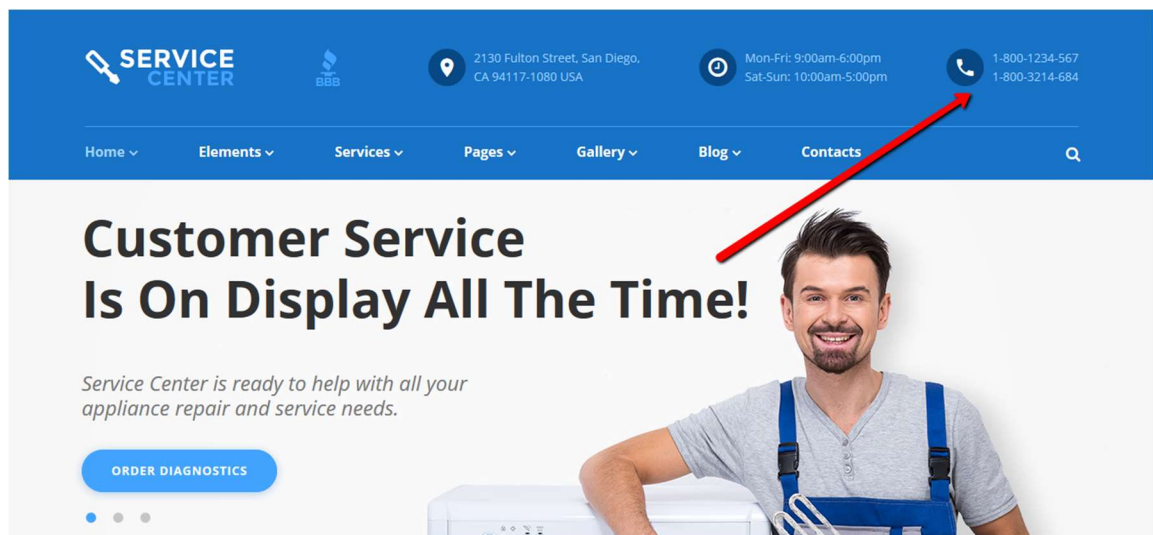 SERVICE
CENTER
BBB
2130 Fulton Street, San Diego,
CA 94117-1080 USA
Mon-Fri: 9:00am-6:00pm
Sat-Sun: 10:00am-5:00pm
1-800-1234-567
1-800-3214-684
Home Elements Services Pages Gallery Blog Contacts
Customer Service
Is On Display All The Time!
Service Center is ready to help with all your
appliance repair and service needs.
ORDER DIAGNOSTICS